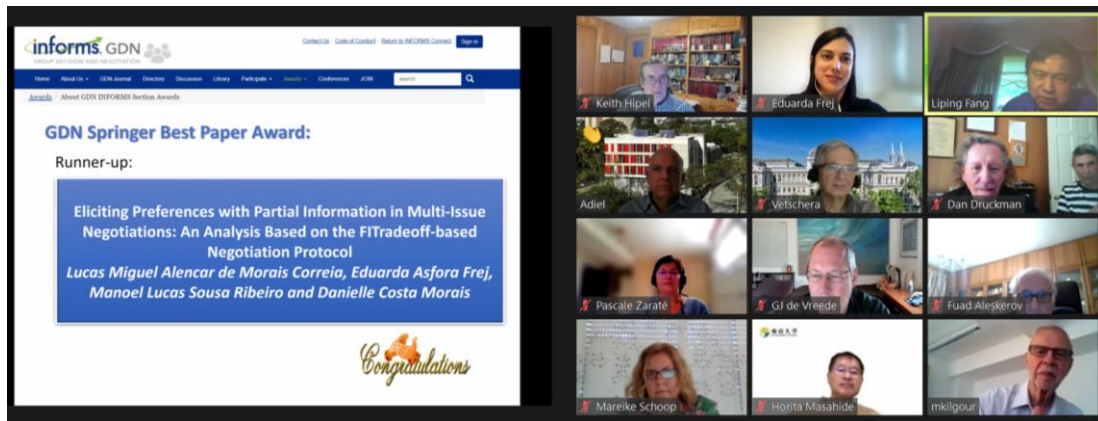 informs. GDN
GROUP DECISION AND NEGOTIATION
Contact Us Code of Conduct Return to INFORMS Connect Sign in
Home About Us GDN Journal Directory Discussion Library Participate Awards Conferences JOIN search
Awards About GDN INFORMS Section Awards
GDN Springer Best Paper Award:
Runner-up:
Eliciting Preferences with Partial Information in Multi-Issue
Negotiations: An Analysis Based on the FITradeoff-based
Negotiation Protocol
Lucas Miguel Alencar de Morais Correia, Eduarda Asfora Frej,
Manoel Lucas Sousa Ribeiro and Danielle Costa Morais
Congratulations
Keith Hipel
Eduarda Frej
Liping Fang
Adiel
Vetschera
Dan Druckman
Pascale Zaraté
GJ de Vreede
Fuad Aleskerov
Mareike Schoop
東京大学
Horita Masahide
mkilgour